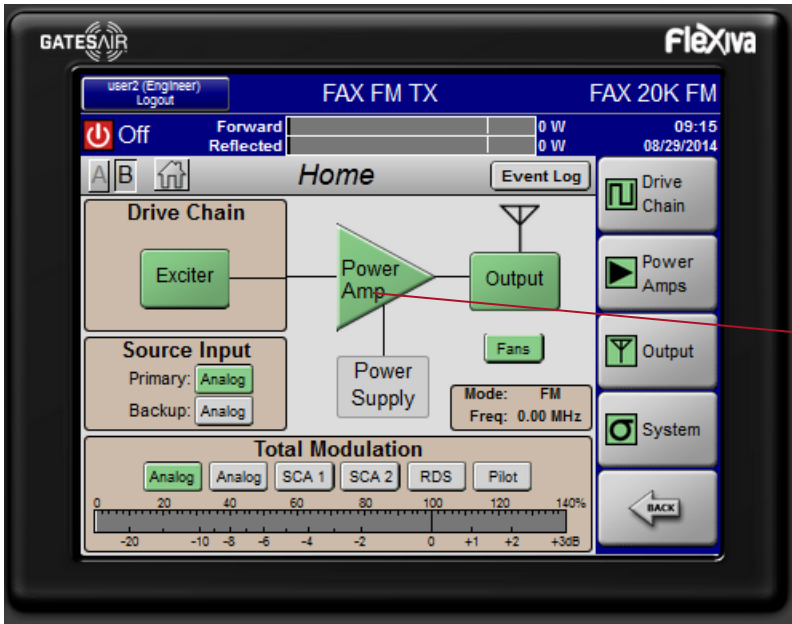 GATESAIR
Flexiva
user2 (Engineer)
Logout
FAX FM TX
FAX 20K FM
Off
Forward
0 W
Reflected
0 W
09:15
08/29/2014
A B
Home
Event Log
Drive Chain
Exciter
Power
Amp
Output
Power
Supply
Fans
Source Input
Primary: Analog
Backup: Analog
Mode: FM
Freq: 0.00 MHz
Total Modulation
Analog Analog SCA 1 SCA 2 RDS Pilot
0 20 40 60 80 100 120 140%
-20 -10 -8 -6 -4 -2 0 +1 +2 +3dB
Drive
Chain
Power
Amps
Output
System
BACK